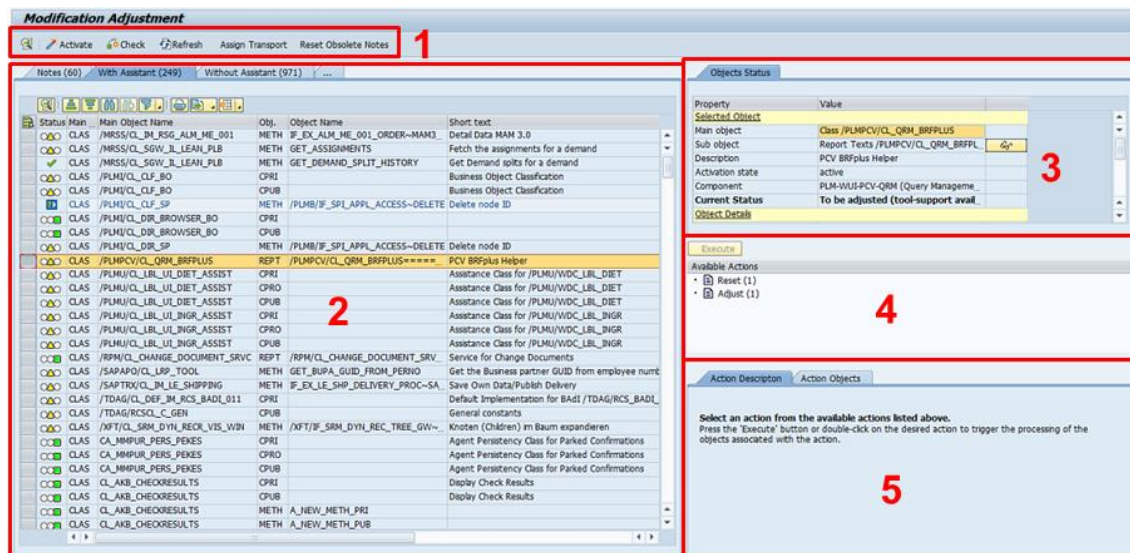 Modification Adjustment
Activate Check Refresh Assign Transport Reset Obsolete Notes
1
Notes (60) With Assistant (249) Without Assistant (971) ...
Status Main _ Main Object Name Obj. Object Name Short text
CLAS /MRSS/CL_IM_RSG_ALM_ME_001 METH IF_EX_ALM_ME_001_ORDER~MAM3_ Detail Data MAM 3.0
CLAS /MRSS/CL_SGW_IL_LEAN_PLB METH GET_ASSIGNMENTS Fetch the assignments for a demand
CLAS /MRSS/CL_SGW_IL_LEAN_PLB METH GET_DEMAND_SPLIT_HISTORY Get Demand splits for a demand
CLAS /PLMI/CL_CLF_BO CPRI Business Object Classification
CLAS /PLMI/CL_CLF_BO CPUB Business Object Classification
CLAS /PLMI/CL_CLF_SP METH /PLMB/IF_SPI_APPL_ACCESS~DELETE Delete node ID
CLAS /PLMI/CL_DIR_BROWSER_BO CPRI
CLAS /PLMI/CL_DIR_BROWSER_BO CPUB
CLAS /PLMI/CL_DIR_SP METH /PLMB/IF_SPI_APPL_ACCESS~DELETE Delete node ID
CLAS /PLMPCV/CL_QRM_BRFPLUS REPT /PLMPCV/CL_QRM_BRFPLUS=====_ PCV BRFplus Helper
CLAS /PLMU/CL_LBL_UI_DIET_ASSIST CPRI Assistance Class for /PLMU/WDC_LBL_DIET
CLAS /PLMU/CL_LBL_UI_DIET_ASSIST CPRO Assistance Class for /PLMU/WDC_LBL_DIET
CLAS /PLMU/CL_LBL_UI_DIET_ASSIST CPUB Assistance Class for /PLMU/WDC_LBL_DIET
CLAS /PLMU/CL_LBL_UI_INGR_ASSIST CPRI Assistance Class for /PLMU/WDC_LBL_INGR
CLAS /PLMU/CL_LBL_UI_INGR_ASSIST CPRO Assistance Class for /PLMU/WDC_LBL_INGR
CLAS /PLMU/CL_LBL_UI_INGR_ASSIST CPUB Assistance Class for /PLMU/WDC_LBL_INGR
CLAS /RPM/CL_CHANGE_DOCUMENT_SRVC REPT /RPM/CL_CHANGE_DOCUMENT_SRV_ Service for Change Documents
CLAS /SAPAPO/CL_LRP_TOOL METH GET_BUPA_GUID_FROM_PERNO Get the Business partner GUID from employee numb
CLAS /SAPTRX/CL_IM_LE_SHIPPING METH IF_EX_LE_SHP_DELIVERY_PROC~SA_ Save Own Data/Publish Delivery
CLAS /TDAG/CL_DEF_IM_RCS_BADI_011 CPRI Default Implementation for BAdI /TDAG/RCS_BADI_
CLAS /TDAG/RCSCL_C_GEN CPUB General constants
CLAS /XFT/CL_SRM_DYN_RECR_VIS_WIN METH /XFT/IF_SRM_DYN_REC_TREE_GW~_ Knoten (Children) im Baum expandieren
CLAS CA_MMPUR_PERS_PEKES CPRI Agent Persistency Class for Parked Confirmations
CLAS CA_MMPUR_PERS_PEKES CPRO Agent Persistency Class for Parked Confirmations
CLAS CA_MMPUR_PERS_PEKES CPUB Agent Persistency Class for Parked Confirmations
CLAS CL_AKB_CHECKRESULTS CPRI Display Check Results
CLAS CL_AKB_CHECKRESULTS CPUB Display Check Results
CLAS CL_AKB_CHECKRESULTS METH A_NEW_METH_PRI
CLAS CL_AKB_CHECKRESULTS METH A_NEW_METH_PUB
2
Objects Status
Property Value
Selected Object
Main object Class /PLMPCV/CL_QRM_BRFPLUS
Sub object Report Texts /PLMPCV/CL_QRM_BRFPL_
Description PCV BRFplus Helper
Activation state active
Component PLM-WUI-PCV-QRM (Query Manageme_
Current Status To be adjusted (tool-support avail_
Object Details
3
Execute
Available Actions
Reset (1)
Adjust (1)
4
Action Descripton Action Objects
Select an action from the available actions listed above.
Press the 'Execute' button or double-click on the desired action to trigger the processing of the
objects associated with the action.
5